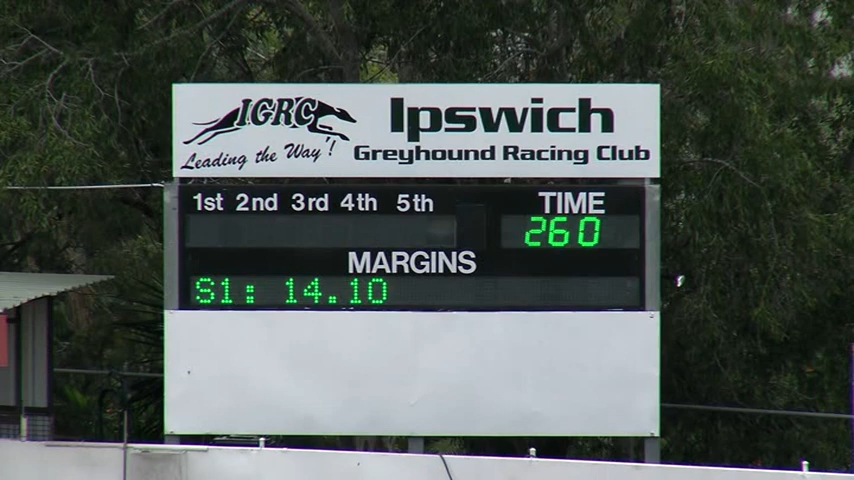 IGRC
Leading the Way'!
Ipswich
Greyhound Racing Club
1st 2nd 3rd 4th 5th
TIME
260
MARGINS
S1: 14.10